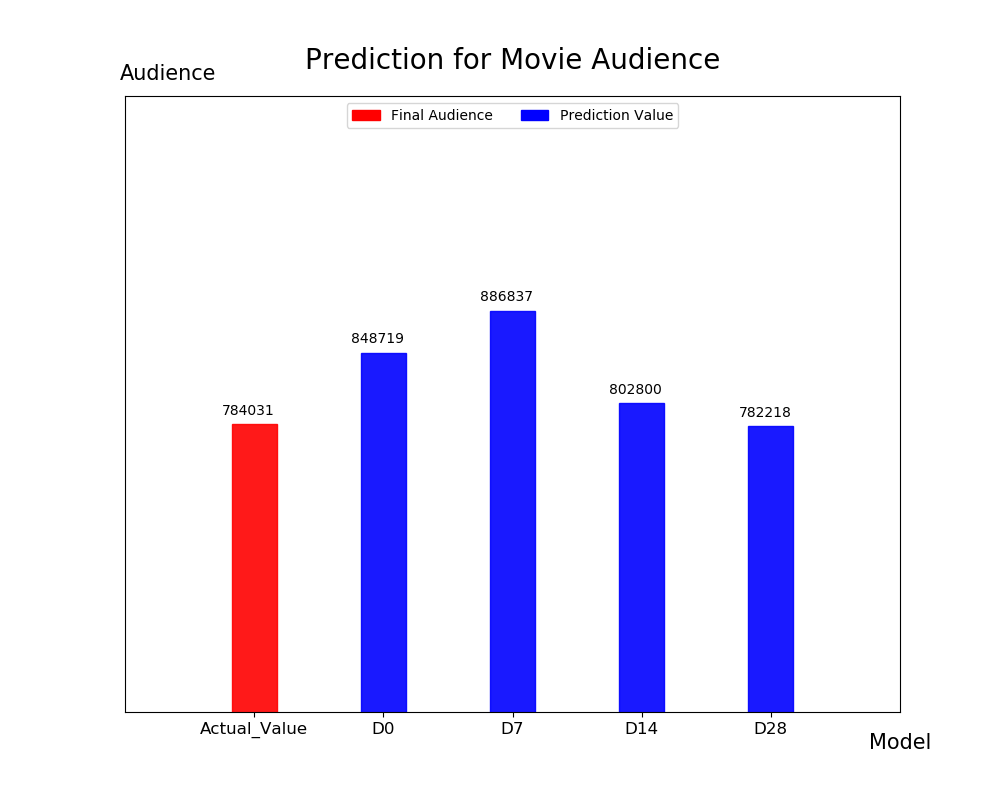 Prediction for Movie Audience
Audience
Final Audience
Prediction Value
886837
848719
802800
784031
782218
Actual_Value
D0
D7
D14
D28
Model